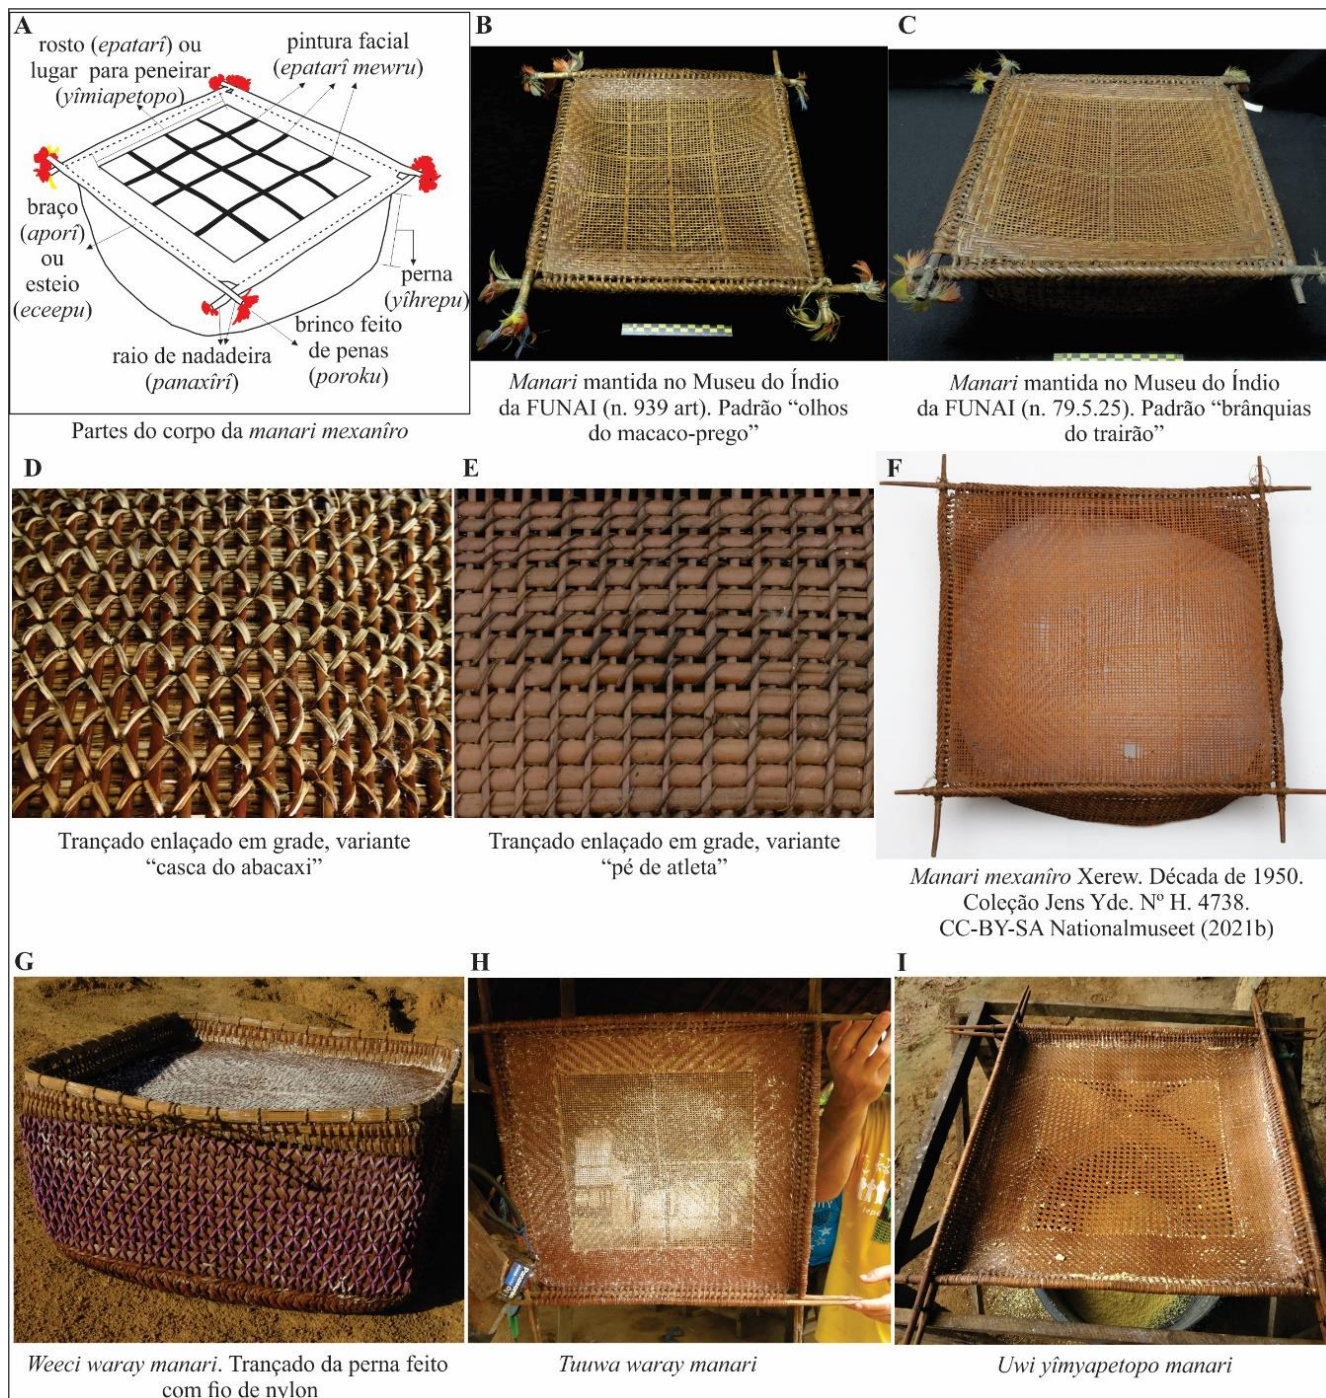 A
rosto (epatarî) ou
lugar para peneirar
(yîmiapetopo)
pintura facial
(epatarî mewru)
braço
(aporî)
ou
esteio
(eceepu)
perna
(yîhrepu)
raio de nadadeira
(panaxîrî)
brinco feito
de penas
(poroku)
Partes do corpo da manari mexanîro
B
Manari mantida no Museu do Índio
da FUNAI (n. 939 art). Padrão “olhos
do macaco-prego”
C
Manari mantida no Museu do Índio
da FUNAI (n. 79.5.25). Padrão “brânquias
do trairão”
D
Trançado enlaçado em grade, variante
“casca do abacaxi”
E
Trançado enlaçado em grade, variante
“pé de atleta”
F
Manari mexanîro Xerew. Década de 1950.
Coleção Jens Yde. Nº H. 4738.
CC-BY-SA Nationalmuseet (2021b)
G
Weeci waray manari. Trançado da perna feito
com fio de nylon
H
Tuuwa waray manari
I
Uwi yîmyapetopo manari